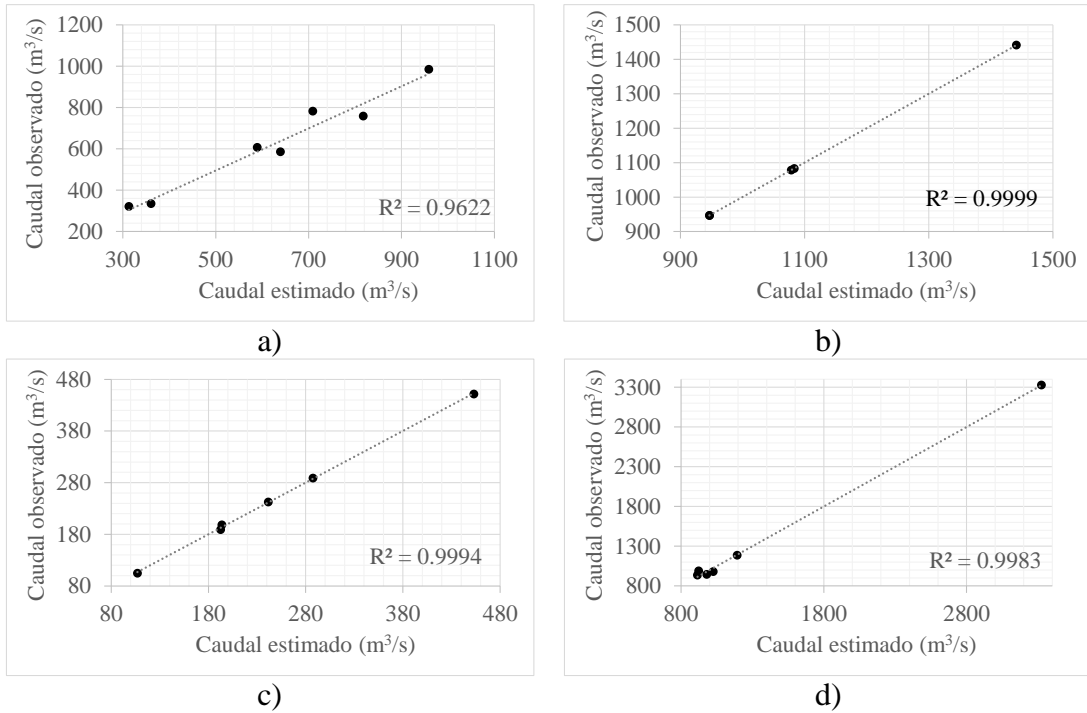 Caudal observado (m³/s)
1200
1000
800
600
400
200
R² = 0.9622
300 500 700 900 1100
Caudal estimado (m³/s)
a)
Caudal observado (m³/s)
1500
1400
1300
1200
1100
1000
900
R² = 0.9999
900 1100 1300 1500
Caudal estimado (m³/s)
b)
Caudal observado (m³/s)
480
380
280
180
80
R² = 0.9994
80 180 280 380 480
Caudal estimado (m³/s)
c)
Caudal observado (m³/s)
3300
2800
2300
1800
1300
800
R² = 0.9983
800 1800 2800
Caudal estimado (m³/s)
d)